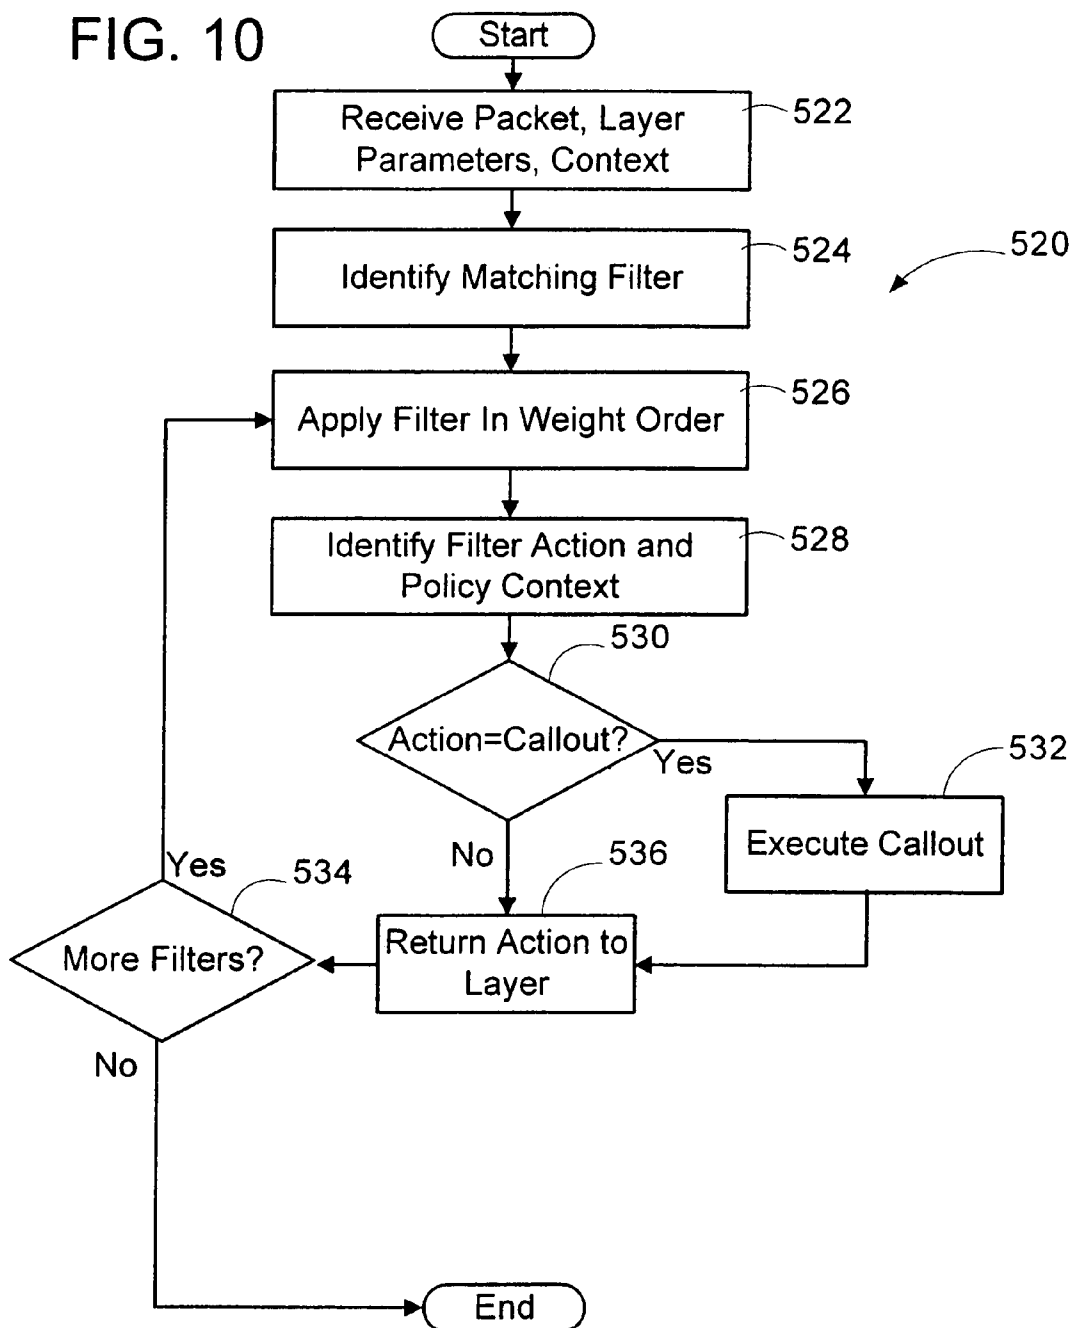 FIG. 10
Start
Receive Packet, Layer
Parameters, Context
522
Identify Matching Filter
524
520
Apply Filter In Weight Order
526
Identify Filter Action and
Policy Context
528
530
Action=Callout?
Yes
532
Execute Callout
No
536
Return Action to
Layer
Yes
534
More Filters?
No
End